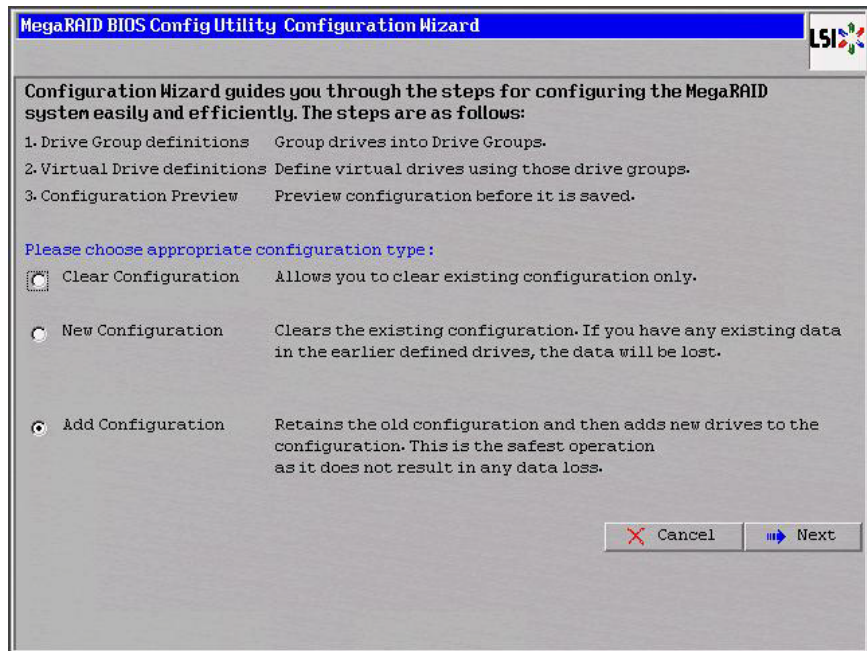 MegaRAID BIOS Config Utility Configuration Wizard
LSI
Configuration Wizard guides you through the steps for configuring the MegaRAID
system easily and efficiently. The steps are as follows:
1. Drive Group definitions Group drives into Drive Groups.
2. Virtual Drive definitions Define virtual drives using those drive groups.
3. Configuration Preview Preview configuration before it is saved.
Please choose appropriate configuration type:
Clear Configuration Allows you to clear existing configuration only.
New Configuration Clears the existing configuration. If you have any existing data
in the earlier defined drives, the data will be lost.
Add Configuration Retains the old configuration and then adds new drives to the
configuration. This is the safest operation
as it does not result in any data loss.
Cancel Next